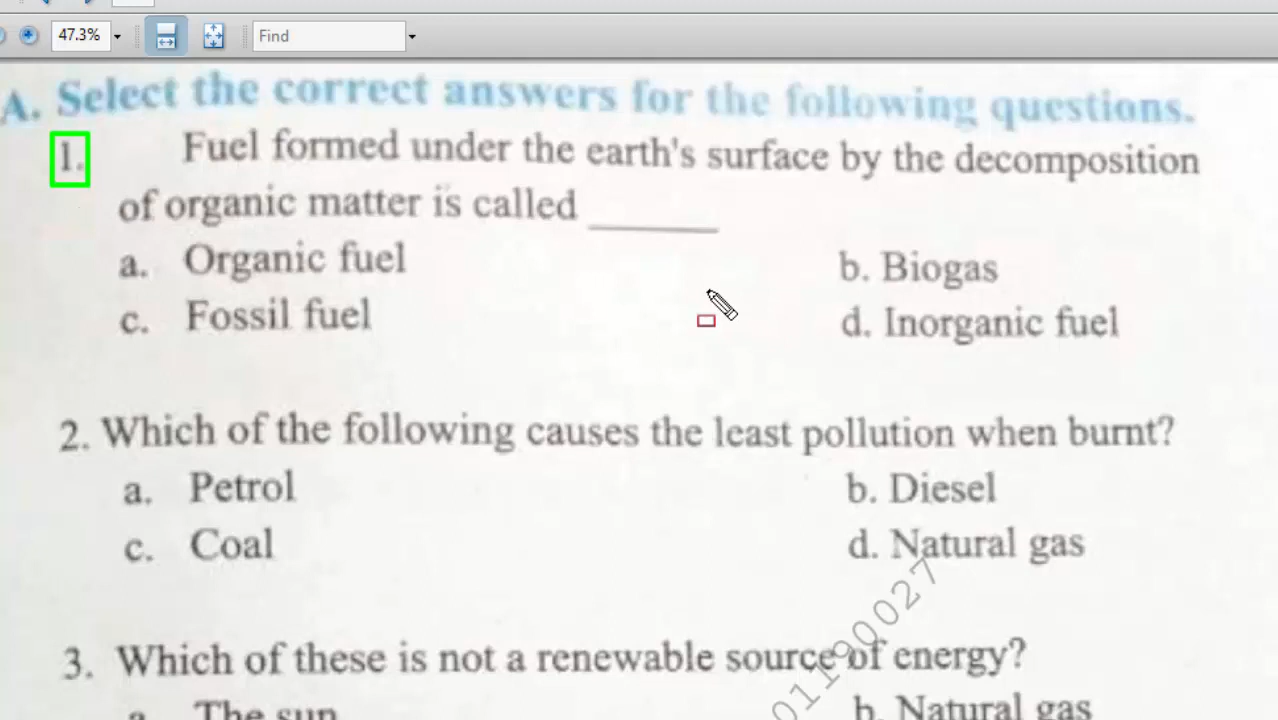 47.3%
Find
A. Select the correct answers for the following questions.
1. Fuel formed under the earth's surface by the decomposition
of organic matter is called ______
a. Organic fuel b. Biogas
c. Fossil fuel d. Inorganic fuel
2. Which of the following causes the least pollution when burnt?
a. Petrol b. Diesel
c. Coal d. Natural gas
3. Which of these is not a renewable source of energy?
a. The sun b. Natural gas
01190027